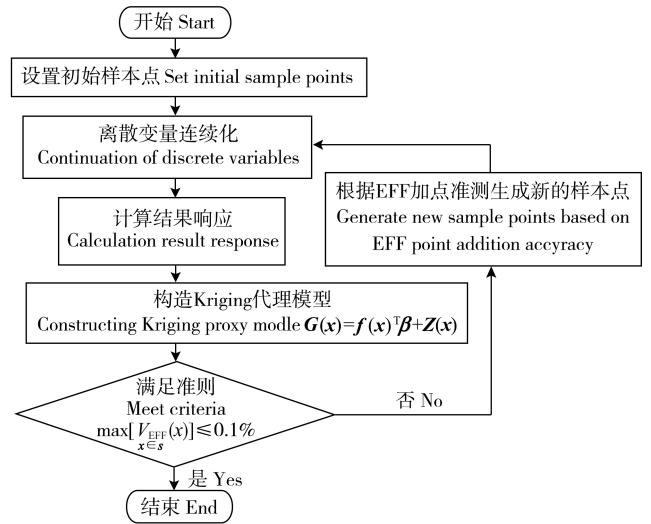 开始 Start
设置初始样本点 Set initial sample points
离散变量连续化
Continuation of discrete variables
计算结果响应
Calculation result response
构造Kriging代理模型
Constructing Kriging proxy modle G(x)=f(x)ᵀβ+Z(x)
满足准则
Meet criteria
max[V_EFF(x)]≤0.1%
x∈s
是 Yes
结束 End
否 No
根据EFF加点准测生成新的样本点
Generate new sample points based on
EFF point addition accyracy